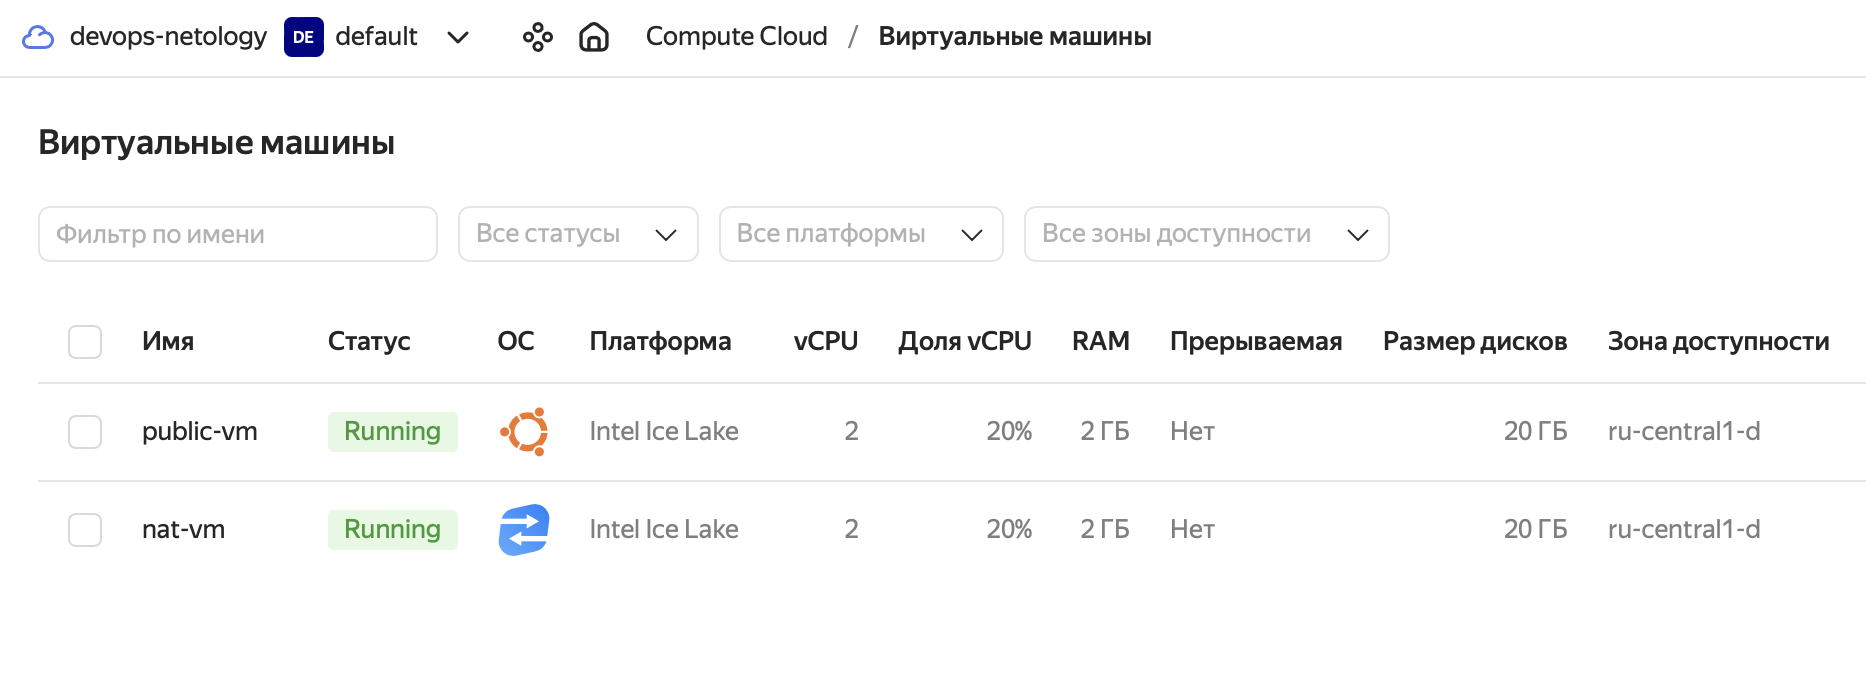 devops-netology DE default Compute Cloud / Виртуальные машины
Виртуальные машины
Фильтр по имени Все статусы Все платформы Все зоны доступности
Имя Статус ОС Платформа vCPU Доля vCPU RAM Прерываемая Размер дисков Зона доступности
public-vm Running Intel Ice Lake 2 20% 2 ГБ Нет 20 ГБ ru-central1-d
nat-vm Running Intel Ice Lake 2 20% 2 ГБ Нет 20 ГБ ru-central1-d